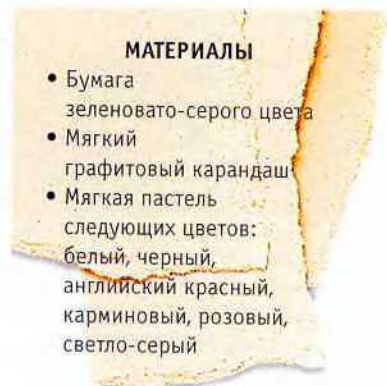 МАТЕРИАЛЫ
• Бумага
зеленовато-серого цвета
• Мягкий
графитовый карандаш
• Мягкая пастель
следующих цветов:
белый, черный,
английский красный,
карминовый, розовый,
светло-серый